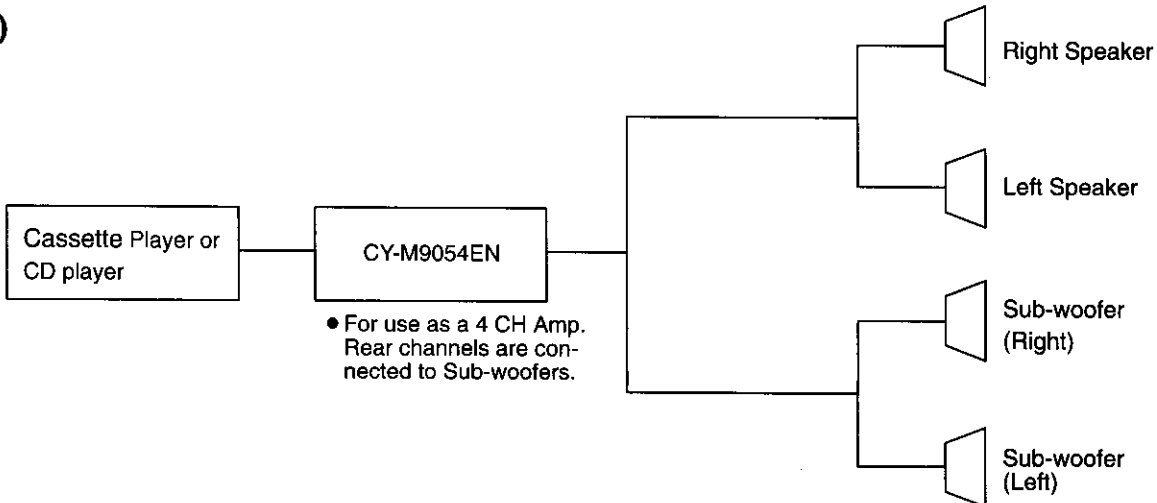 )
Right Speaker
Left Speaker
Cassette Player or
CD player
CY-M9054EN
● For use as a 4 CH Amp.
Rear channels are con-
nected to Sub-woofers.
Sub-woofer
(Right)
Sub-woofer
(Left)